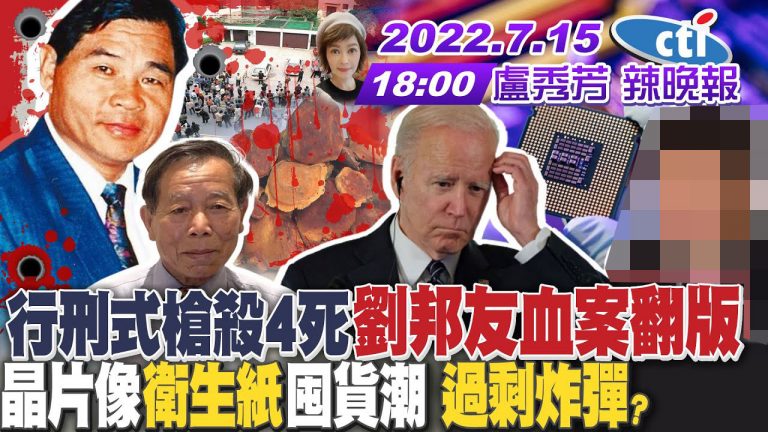 2022.7.15
cti
18:00 盧秀芳 辣晚報
行刑式槍殺4死劉邦友血案翻版
晶片像衛生紙囤貨潮 過剩炸彈?